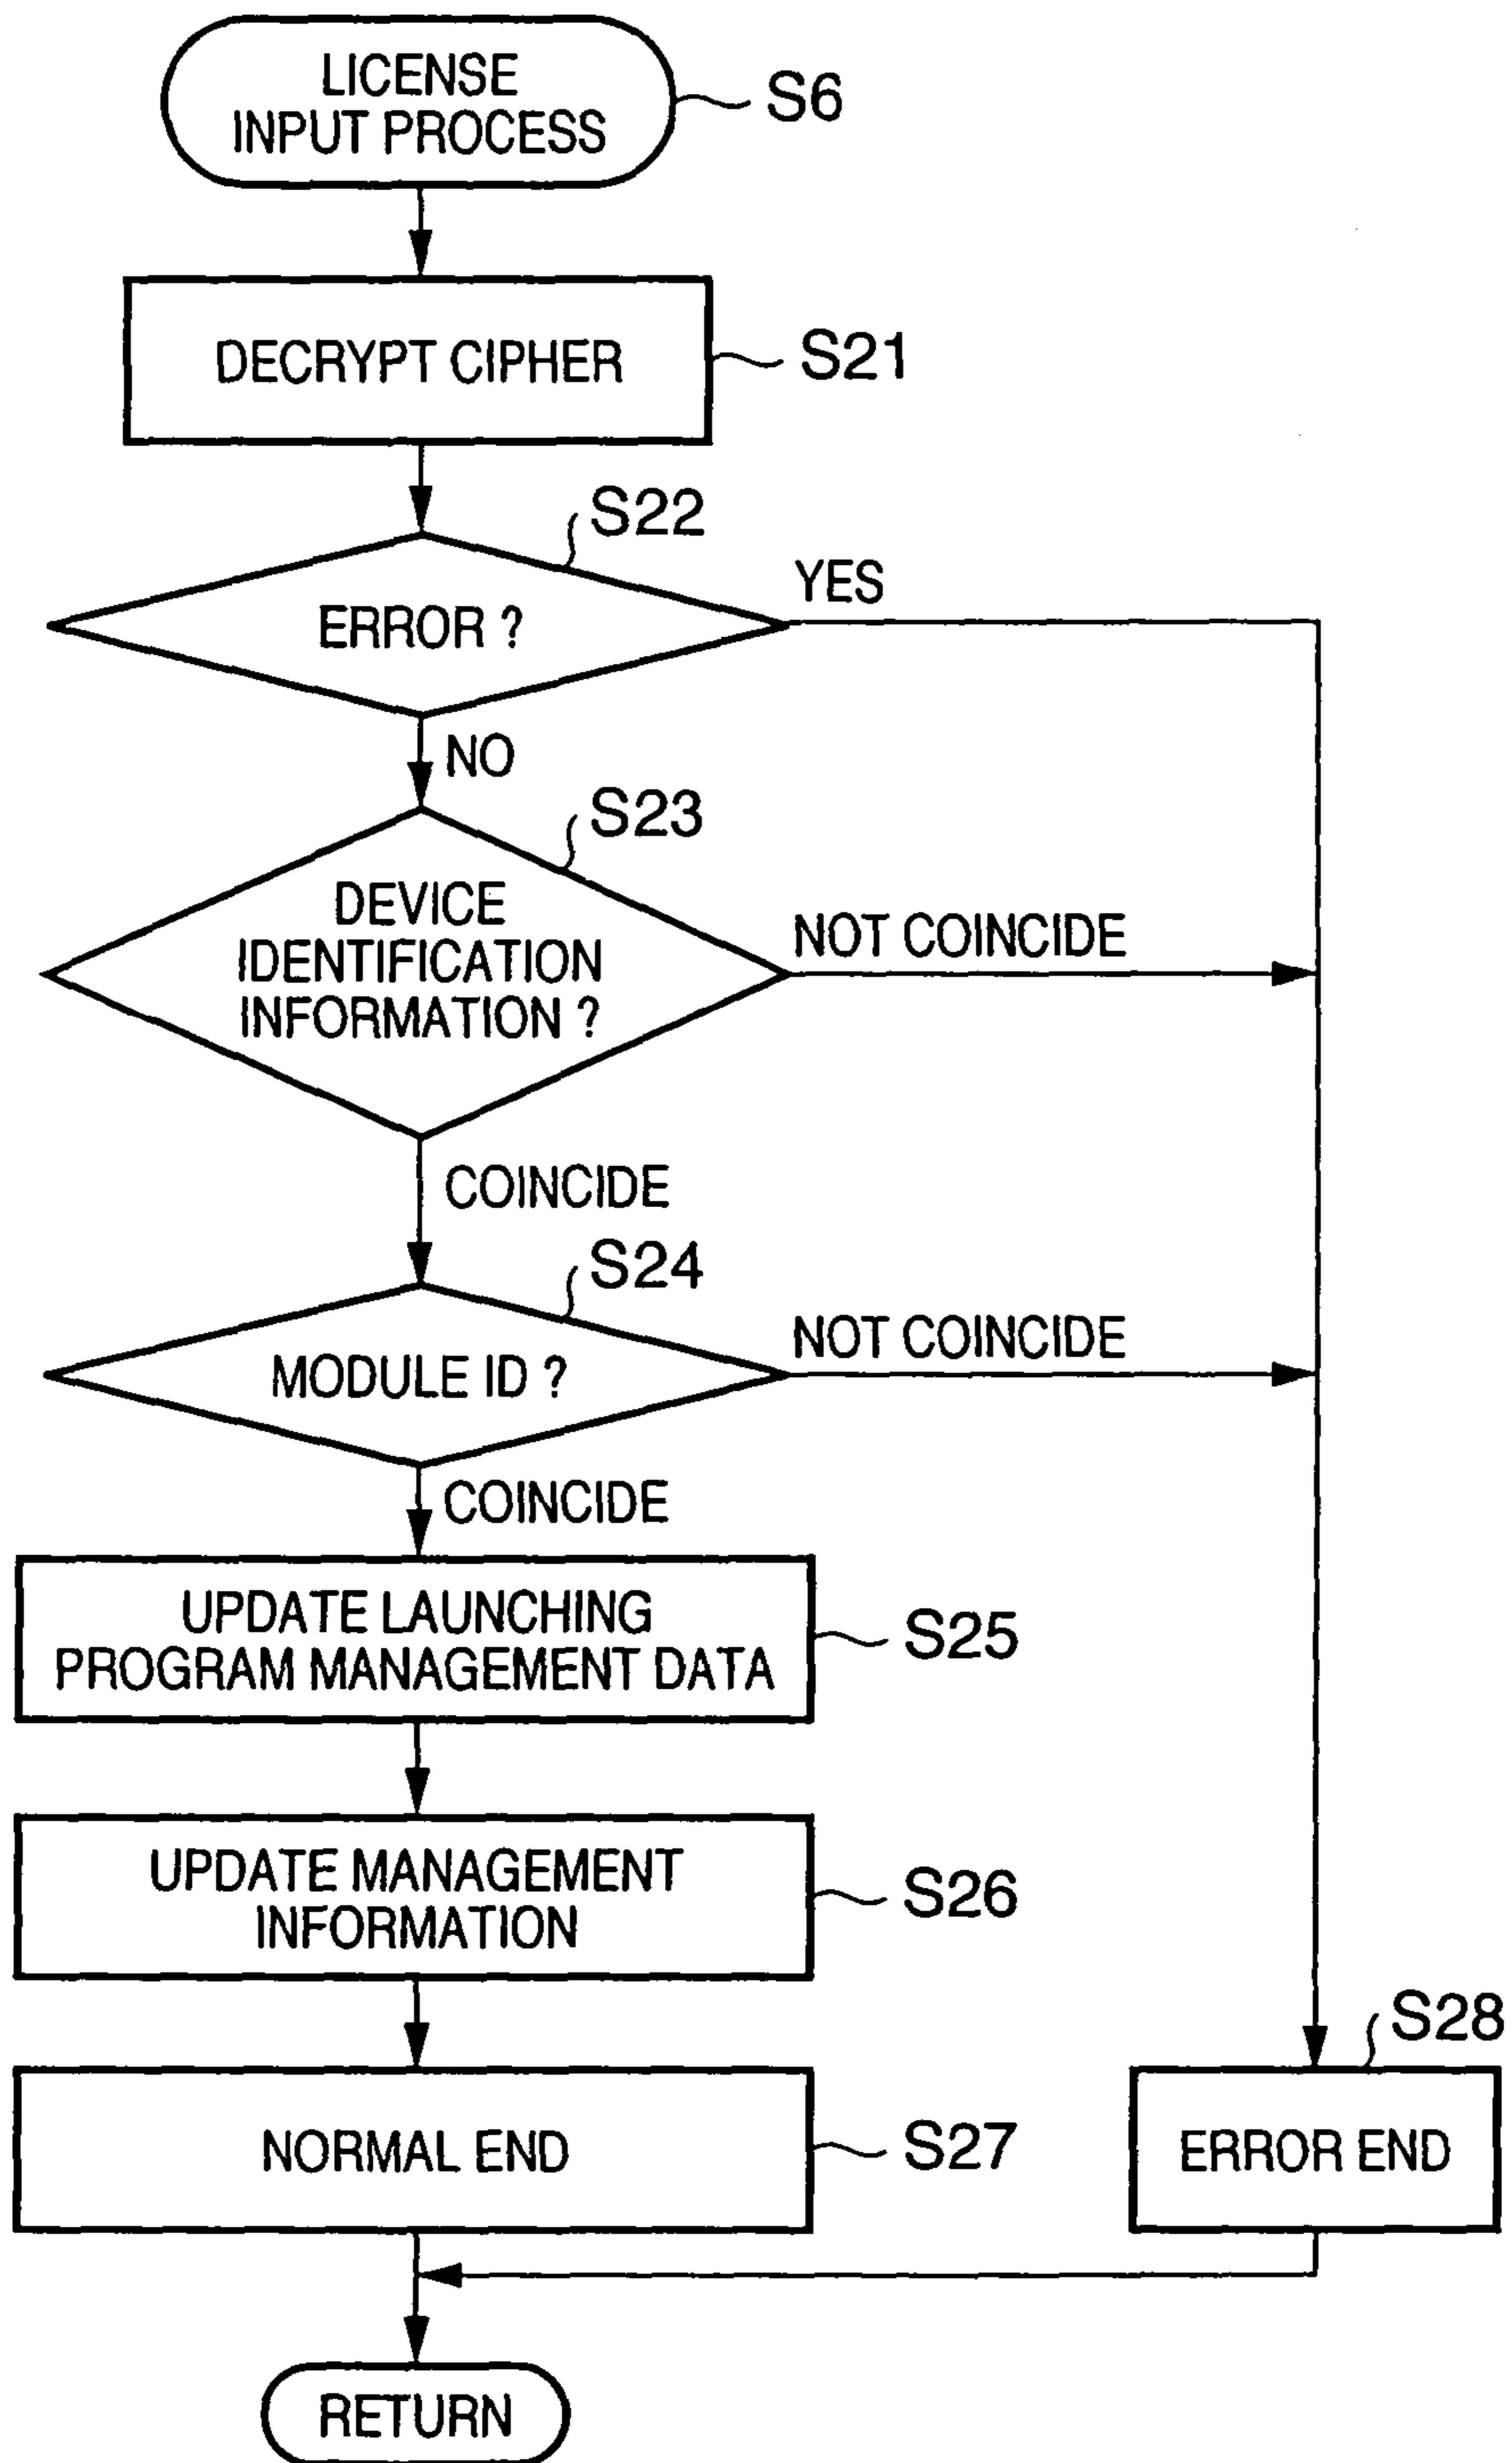 LICENSE
INPUT PROCESS
S6
DECRYPT CIPHER
S21
S22
ERROR ?
YES
NO
S23
DEVICE
IDENTIFICATION
INFORMATION ?
NOT COINCIDE
COINCIDE
S24
MODULE ID ?
NOT COINCIDE
COINCIDE
UPDATE LAUNCHING
PROGRAM MANAGEMENT DATA
S25
UPDATE MANAGEMENT
INFORMATION
S26
S28
NORMAL END
S27
ERROR END
RETURN